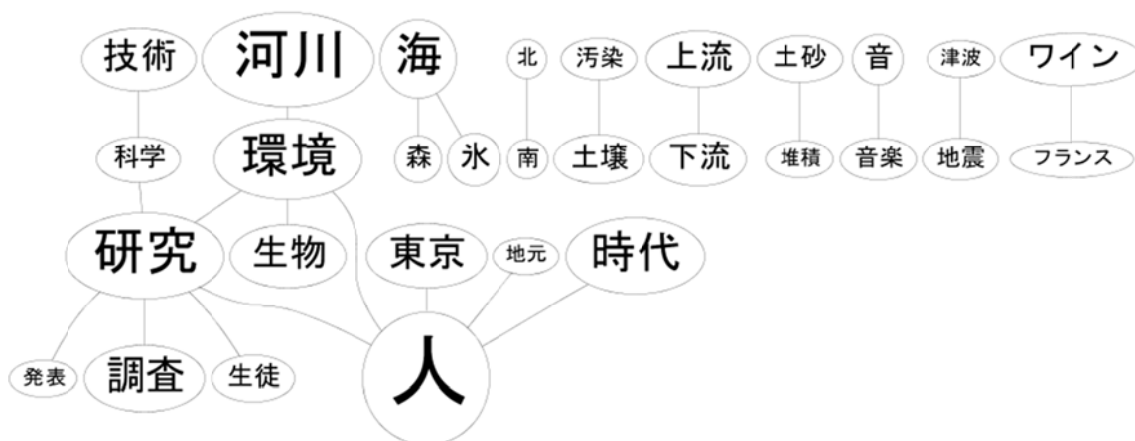 技術 河川 海 北 汚染 上流 土砂 音 津波 ワイン
科学 環境 森 氷 南 土壌 下流 堆積 音楽 地震 フランス
研究 生物 東京 地元 時代
発表 調査 生徒 人